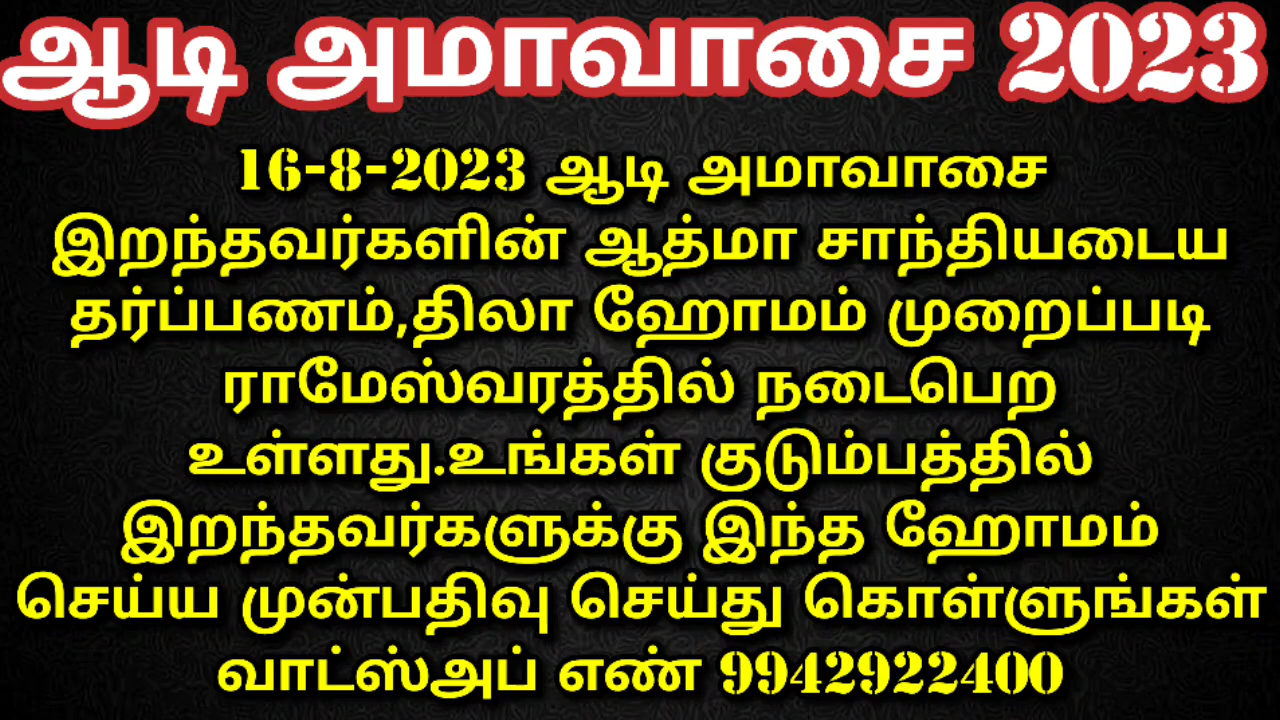 ஆடி அமாவாசை 2023
16-8-2023 ஆடி அமாவாசை
இறந்தவர்களின் ஆத்மா சாந்தியடைய
தர்ப்பணம்,திலா ஹோமம் முறைப்படி
ராமேஸ்வரத்தில் நடைபெற
உள்ளது.உங்கள் குடும்பத்தில்
இறந்தவர்களுக்கு இந்த ஹோமம்
செய்ய முன்பதிவு செய்து கொள்ளுங்கள்
வாட்ஸ்அப் எண் 9942922400